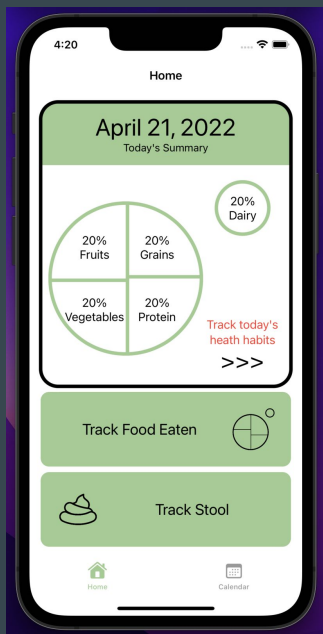 4:20
Home
April 21, 2022
Today's Summary
20%
Dairy
20%
Fruits
20%
Grains
20%
Vegetables
20%
Protein
Track today's
heath habits
>>>
Track Food Eaten
Track Stool
Home
Calendar